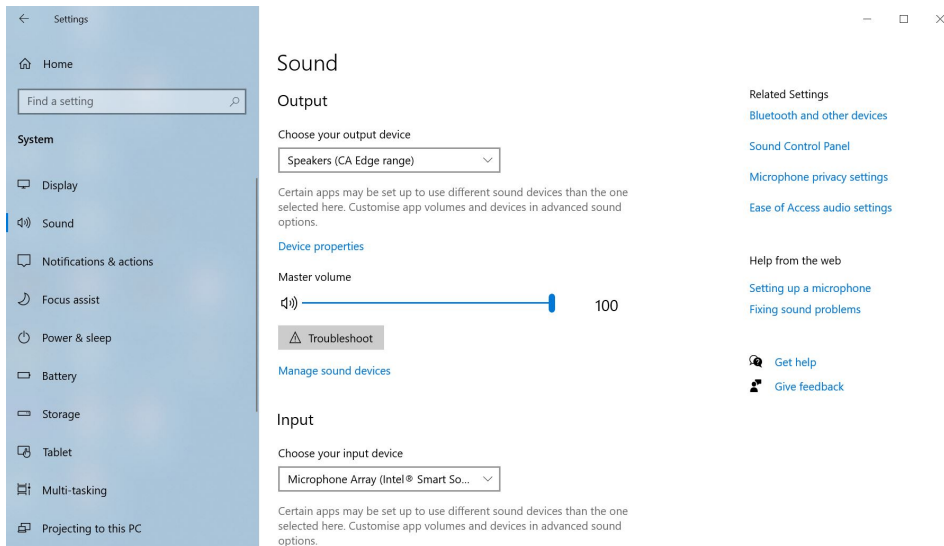 Settings
Home
Find a setting
System
Display
Sound
Notifications & actions
Focus assist
Power & sleep
Battery
Storage
Tablet
Multi-tasking
Projecting to this PC
Sound
Output
Choose your output device
Speakers (CA Edge range)
Certain apps may be set up to use different sound devices than the one
selected here. Customise app volumes and devices in advanced sound
options.
Device properties
Master volume
100
Troubleshoot
Manage sound devices
Input
Choose your input device
Microphone Array (Intel® Smart So...
Certain apps may be set up to use different sound devices than the one
selected here. Customise app volumes and devices in advanced sound
options.
Related Settings
Bluetooth and other devices
Sound Control Panel
Microphone privacy settings
Ease of Access audio settings
Help from the web
Setting up a microphone
Fixing sound problems
Get help
Give feedback